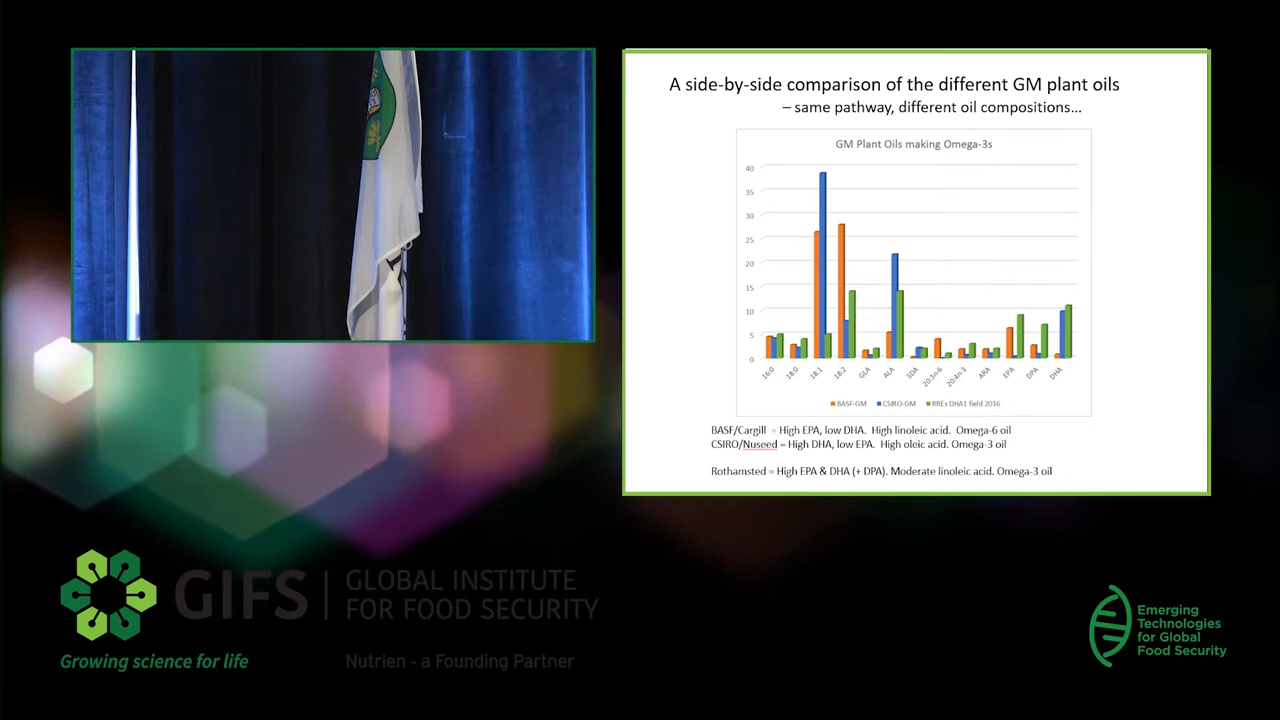 A side-by-side comparison of the different GM plant oils
– same pathway, different oil compositions...
GM Plant Oils making Omega-3s
40
35
30
25
20
15
10
5
0
16:0 18:0 18:1 18:2 GLA ALA SDA 20:3n-6 20:4n-3 ARA EPA DPA DHA
BASF-GM CSIRO-GM RREs DHA1 field 2016
BASF/Cargill = High EPA, low DHA. High linoleic acid. Omega-6 oil
CSIRO/Nuseed = High DHA, low EPA. High oleic acid. Omega-3 oil
Rothamsted = High EPA & DHA (+ DPA). Moderate linoleic acid. Omega-3 oil
GIFS | GLOBAL INSTITUTE
FOR FOOD SECURITY
Growing science for life
Nutrien - a Founding Partner
Emerging
Technologies
for Global
Food Security